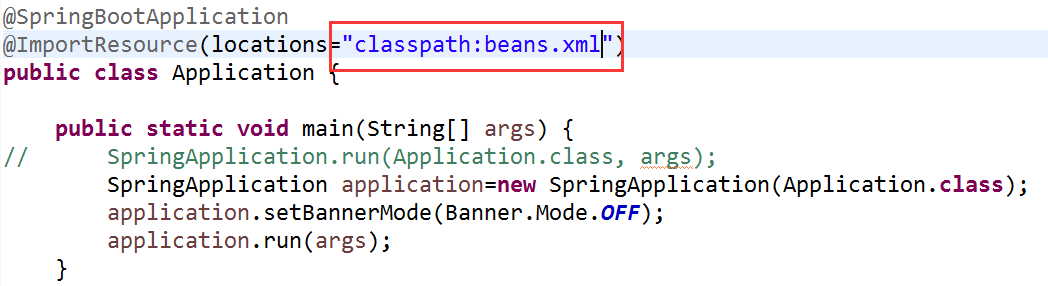 @SpringBootApplication
@ImportResource(locations="classpath:beans.xml")
public class Application {
public static void main(String[] args) {
// SpringApplication.run(Application.class, args);
SpringApplication application=new SpringApplication(Application.class);
application.setBannerMode(Banner.Mode.OFF);
application.run(args);
}